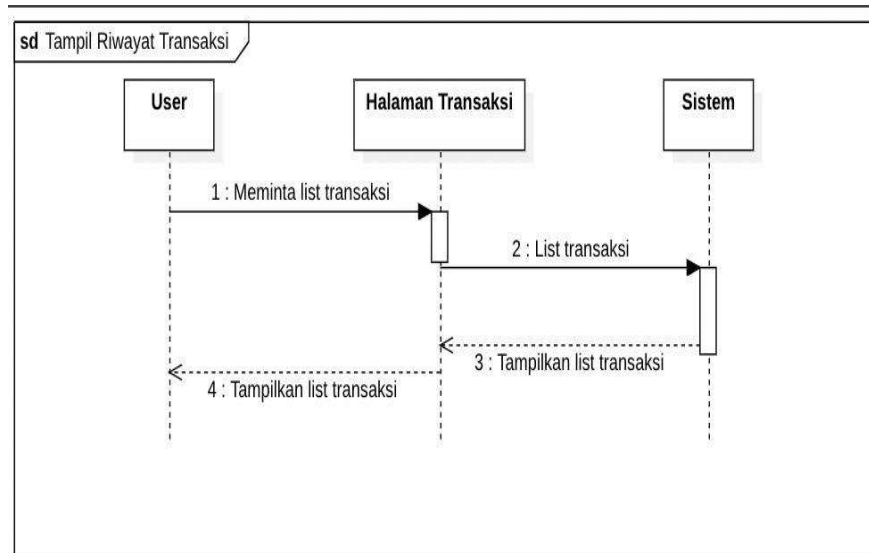 sd Tampil Riwayat Transaksi
User
Halaman Transaksi
Sistem
1 : Meminta list transaksi
2 : List transaksi
3 : Tampilkan list transaksi
4 : Tampilkan list transaksi